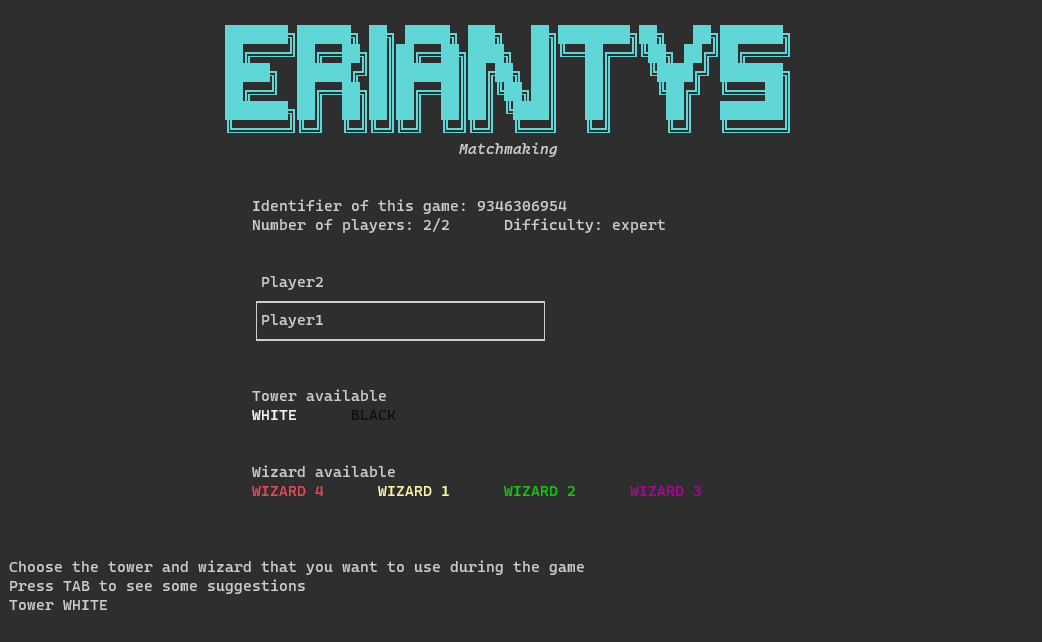 ERIANTYS
Matchmaking
Identifier of this game: 9346306954
Number of players: 2/2 Difficulty: expert
Player2
Player1
Tower available
WHITE BLACK
Wizard available
WIZARD 4 WIZARD 1 WIZARD 2 WIZARD 3
Choose the tower and wizard that you want to use during the game
Press TAB to see some suggestions
Tower WHITE